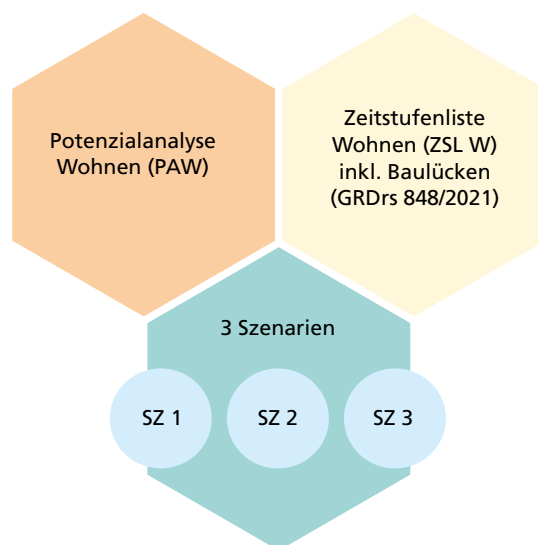 Potenzialanalyse
Wohnen (PAW)
Zeitstufenliste
Wohnen (ZSL W)
inkl. Baulücken
(GRDrs 848/2021)
3 Szenarien
SZ 1
SZ 2
SZ 3